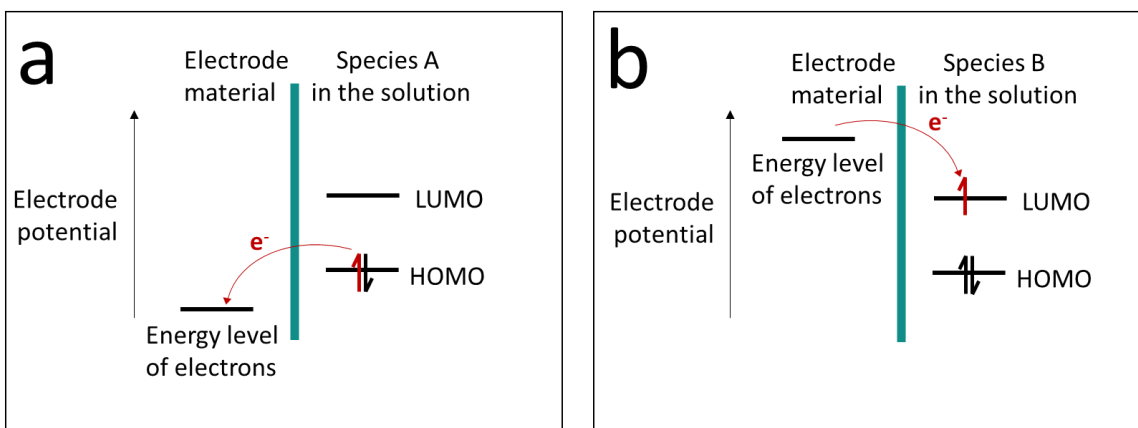 a
Electrode
material
Species A
in the solution
Electrode
potential
LUMO
e-
HOMO
Energy level
of electrons
b
Electrode
material
Species B
in the solution
e-
Energy level
of electrons
Electrode
potential
LUMO
HOMO